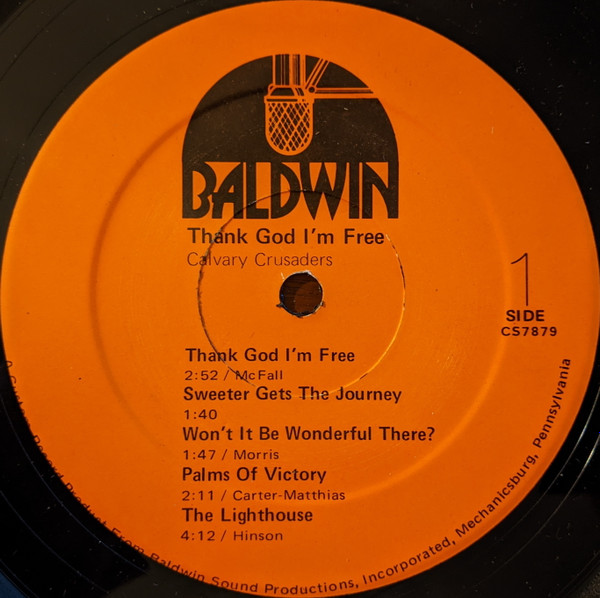 BALDWIN
Thank God I'm Free
Calvary Crusaders
1
SIDE
CS7879
Thank God I'm Free
2:52 / McFall
Sweeter Gets The Journey
1:40
Won't It Be Wonderful There?
1:47 / Morris
Palms Of Victory
2:11 / Carter-Matthias
The Lighthouse
4:12 / Hinson
Product From Baldwin Sound Productions, Incorporated, Mechanicsburg, Pennsylvania